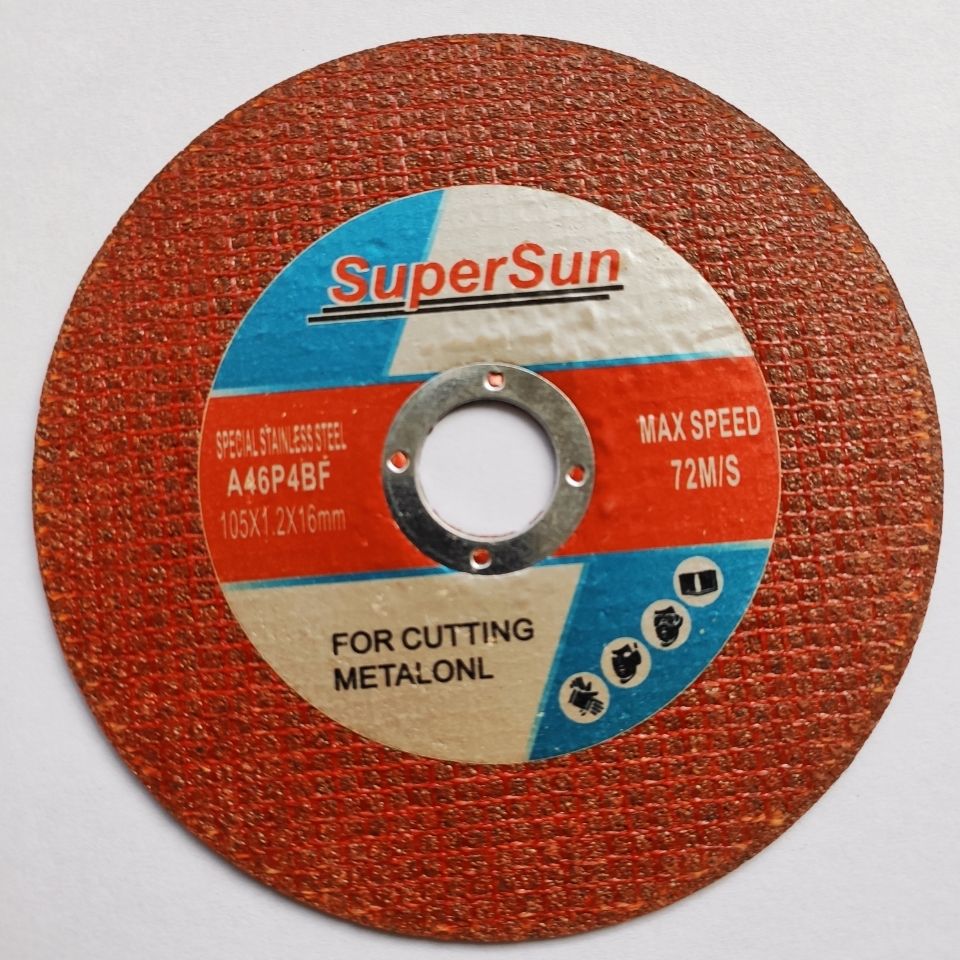 SuperSun
SPECIAL STAINLESS STEEL
A46P4BF
105X1.2X16mm
MAX SPEED
72M/S
FOR CUTTING
METALONL